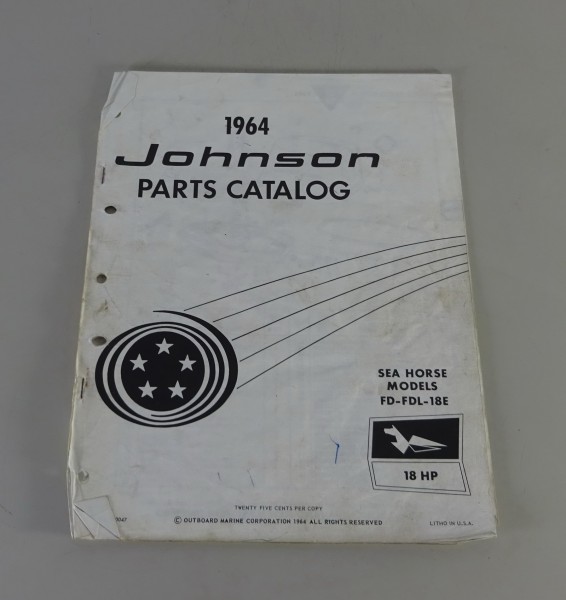 1964
Johnson
PARTS CATALOG
SEA HORSE
MODELS
FD-FDL-18E
18 HP
TWENTY FIVE CENTS PER COPY
© OUTBOARD MARINE CORPORATION 1964 ALL RIGHTS RESERVED
LITHO IN U.S.A.